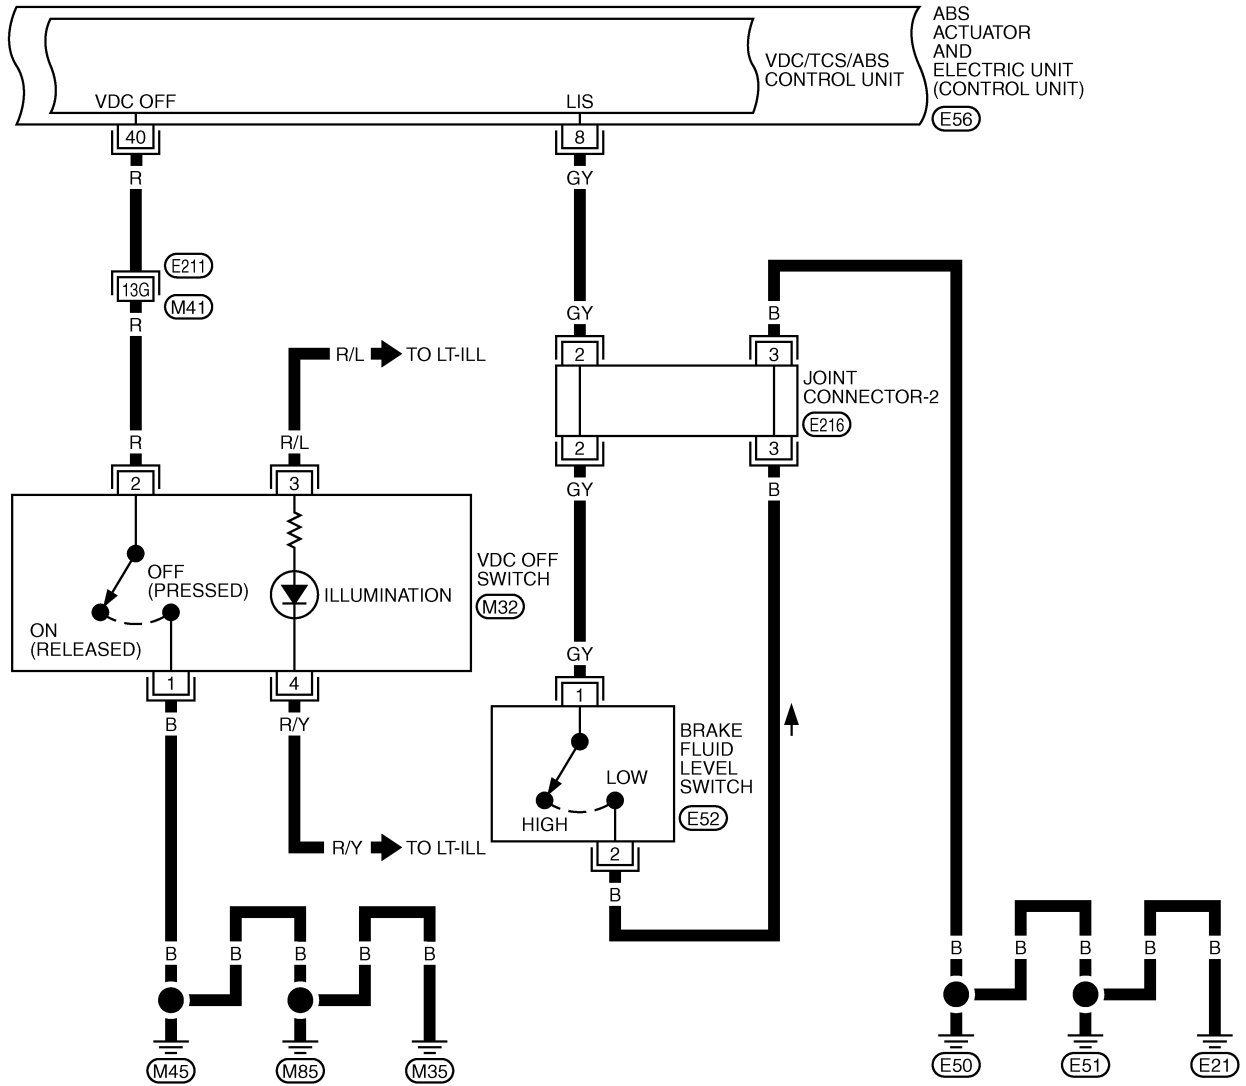 ABS
ACTUATOR
AND
ELECTRIC UNIT
(CONTROL UNIT)
E56
VDC/TCS/ABS
CONTROL UNIT
VDC OFF
LIS
40
8
R
GY
E211
13G
M41
R
GY
B
R/L
TO LT-ILL
2
3
JOINT
CONNECTOR-2
E216
R
R/L
2
3
GY
B
2
3
VDC OFF
SWITCH
M32
OFF
(PRESSED)
ILLUMINATION
ON
(RELEASED)
1
4
B
R/Y
GY
1
BRAKE
FLUID
LEVEL
SWITCH
E52
LOW
HIGH
2
R/Y
TO LT-ILL
B
B
B
B
B
B
B
B
B
B
B
M45
M85
M35
E50
E51
E21